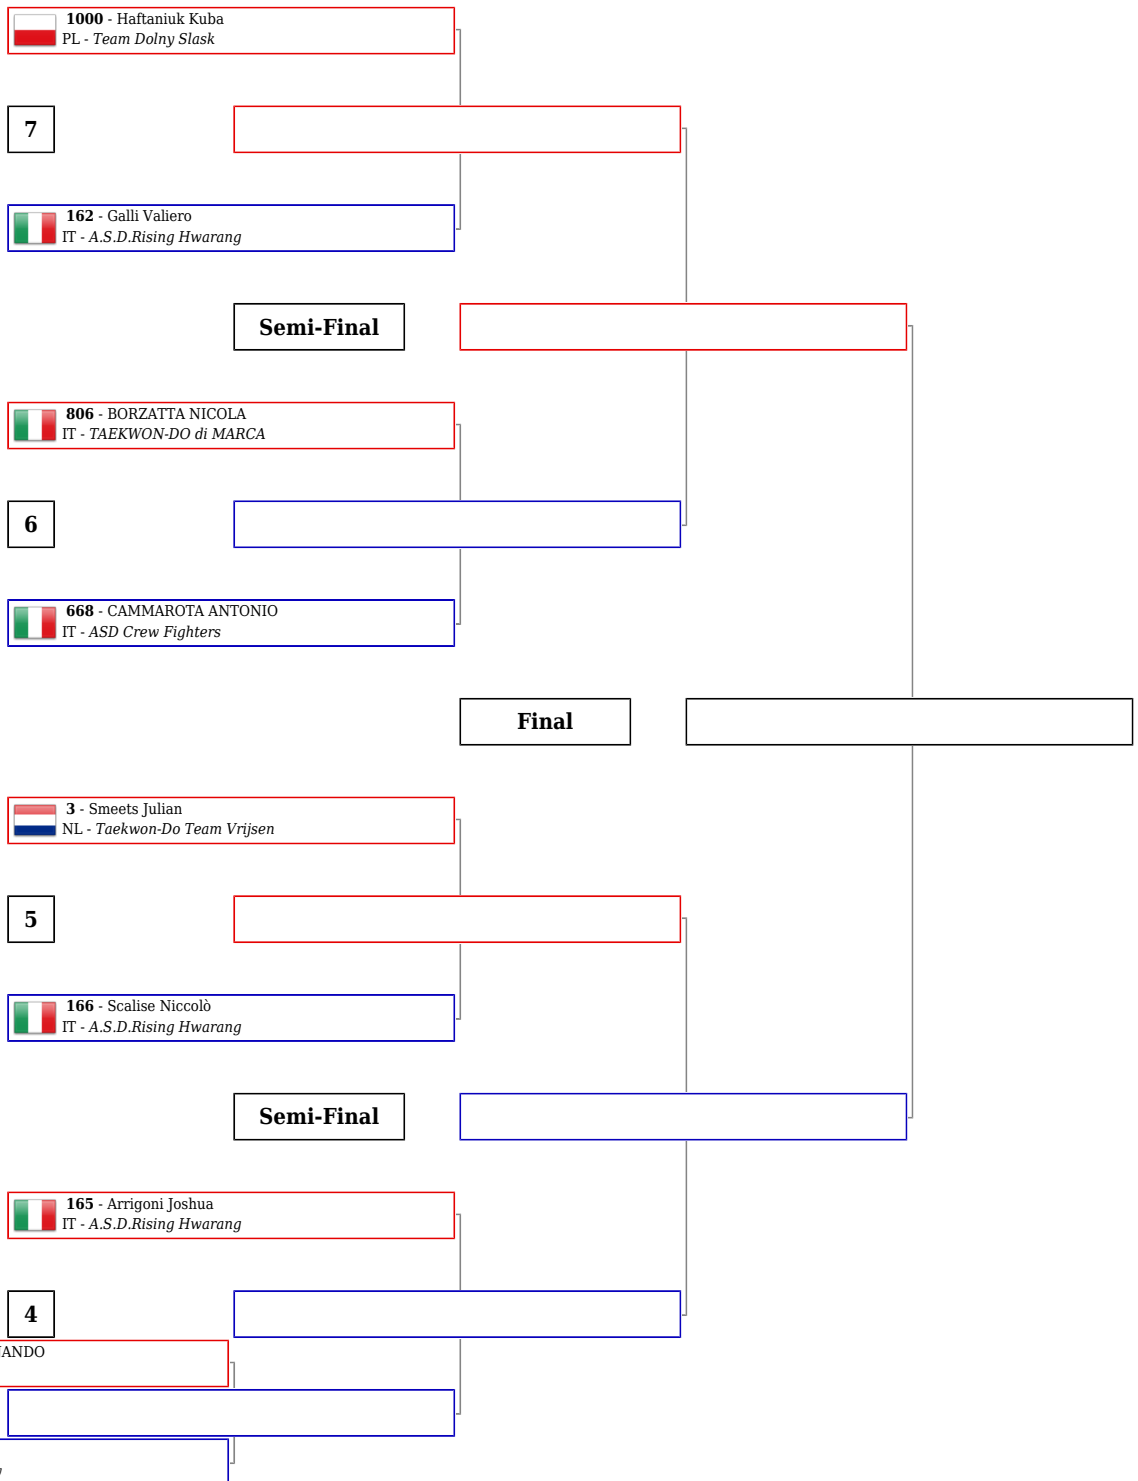 1000 - Haftaniuk Kuba
PL - Team Dolny Slask
7
162 - Galli Valiero
IT - A.S.D.Rising Hwarang
Semi-Final
806 - BORZATTA NICOLA
IT - TAEKWON-DO di MARCA
6
668 - CAMMAROTA ANTONIO
IT - ASD Crew Fighters
Final
3 - Smeets Julian
NL - Taekwon-Do Team Vrijsen
5
166 - Scalise Niccolò
IT - A.S.D.Rising Hwarang
Semi-Final
165 - Arrigoni Joshua
IT - A.S.D.Rising Hwarang
4